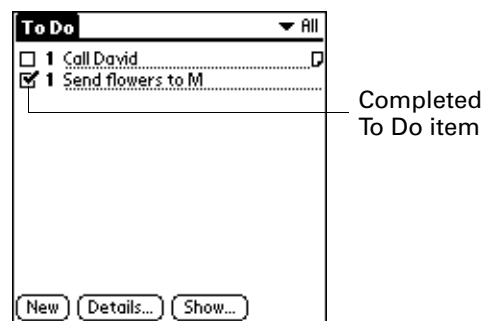 To Do All
1 Call David
1 Send flowers to M
Completed
To Do item
New Details... Show...